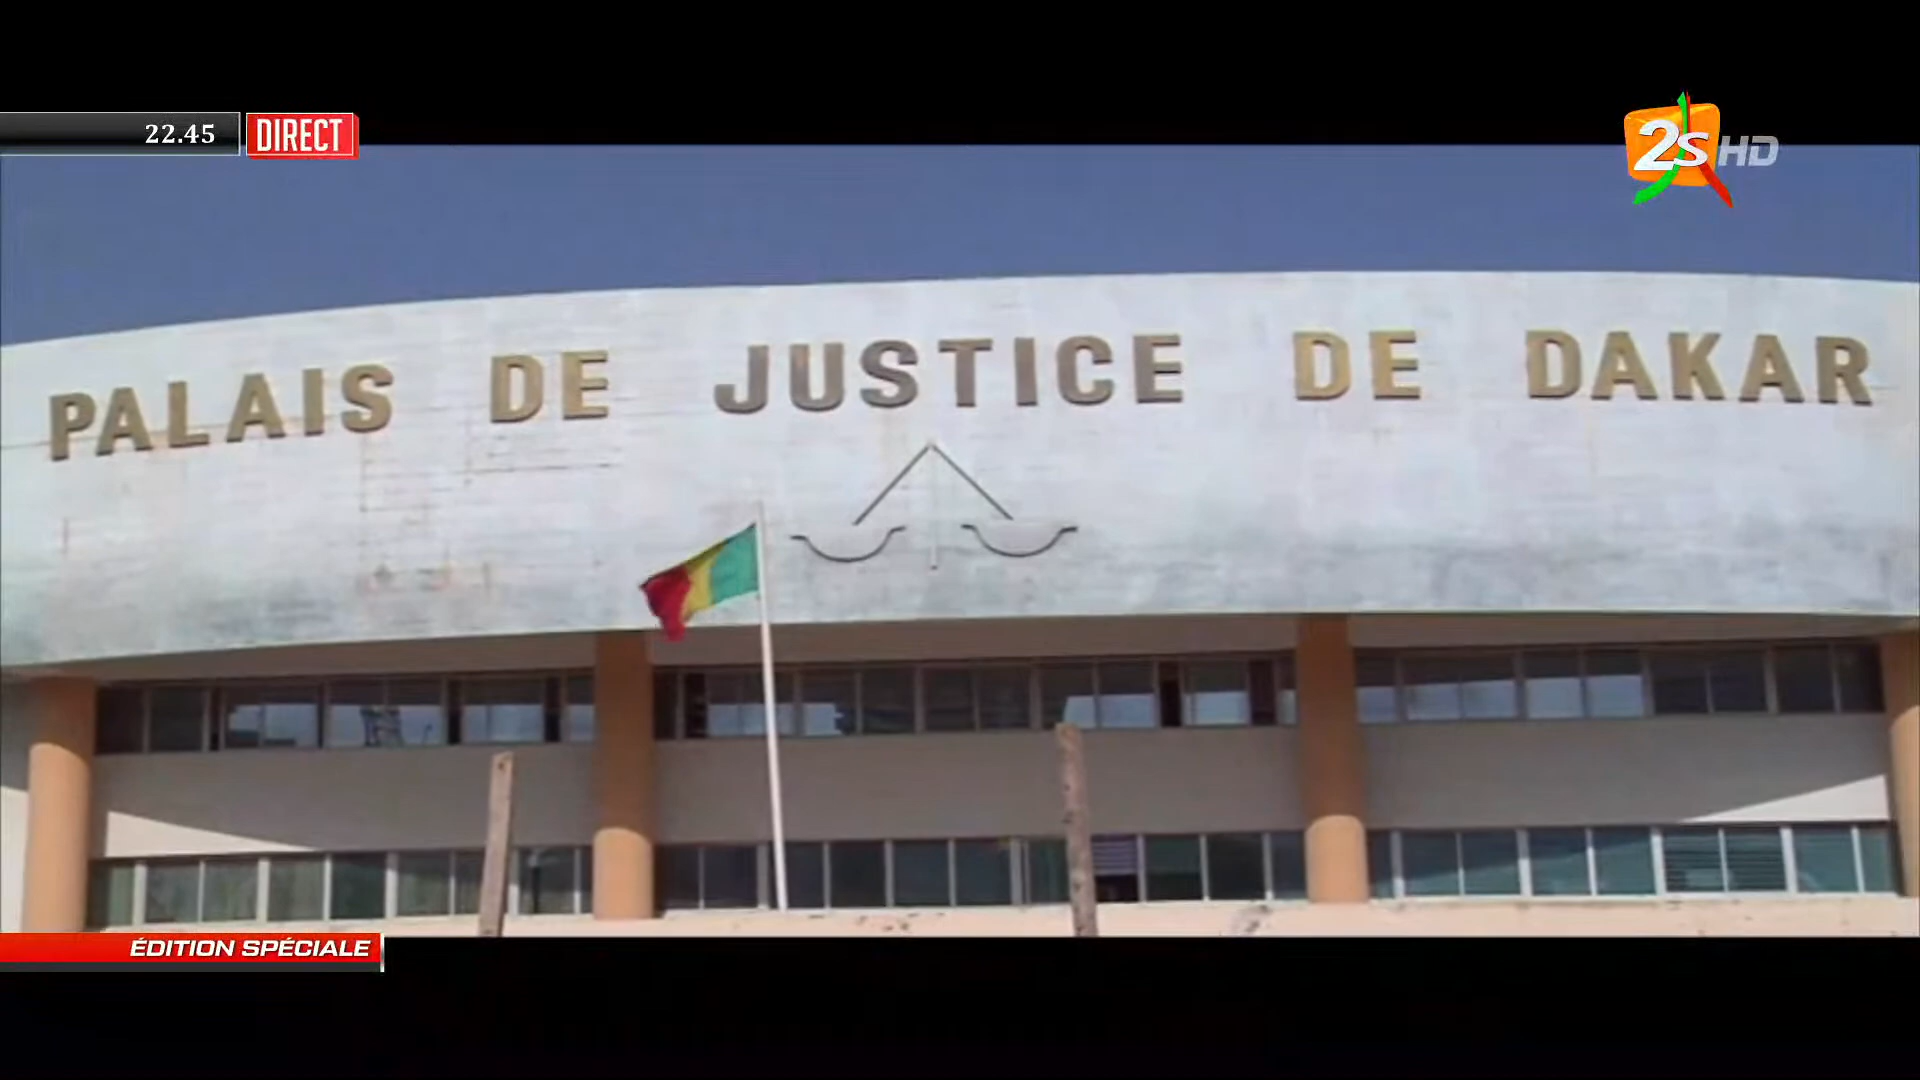 22.45
DIRECT
2S HD
PALAIS DE JUSTICE DE DAKAR
ÉDITION SPÉCIALE